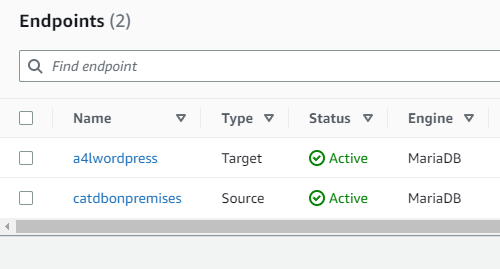 Endpoints (2)
Find endpoint
Name Type Status Engine
a4lwordpress Target Active MariaDB
catdbonpremises Source Active MariaDB